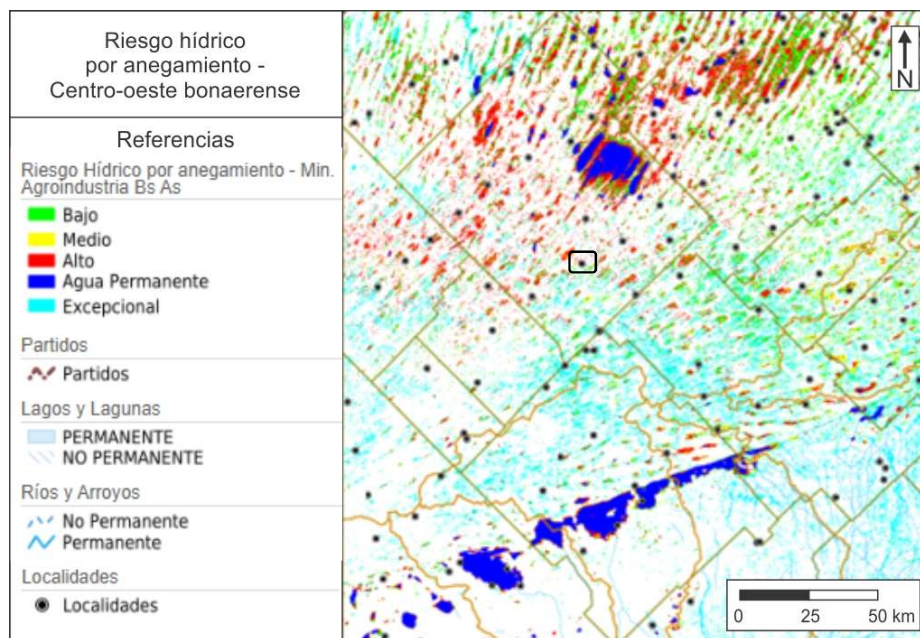 Riesgo hídrico
por anegamiento -
Centro-oeste bonaerense
Referencias
Riesgo Hídrico por anegamiento - Min.
Agroindustria Bs As
Bajo
Medio
Alto
Agua Permanente
Excepcional
Partidos
Partidos
Lagos y Lagunas
PERMANENTE
NO PERMANENTE
Ríos y Arroyos
No Permanente
Permanente
Localidades
Localidades
N
0 25 50 km